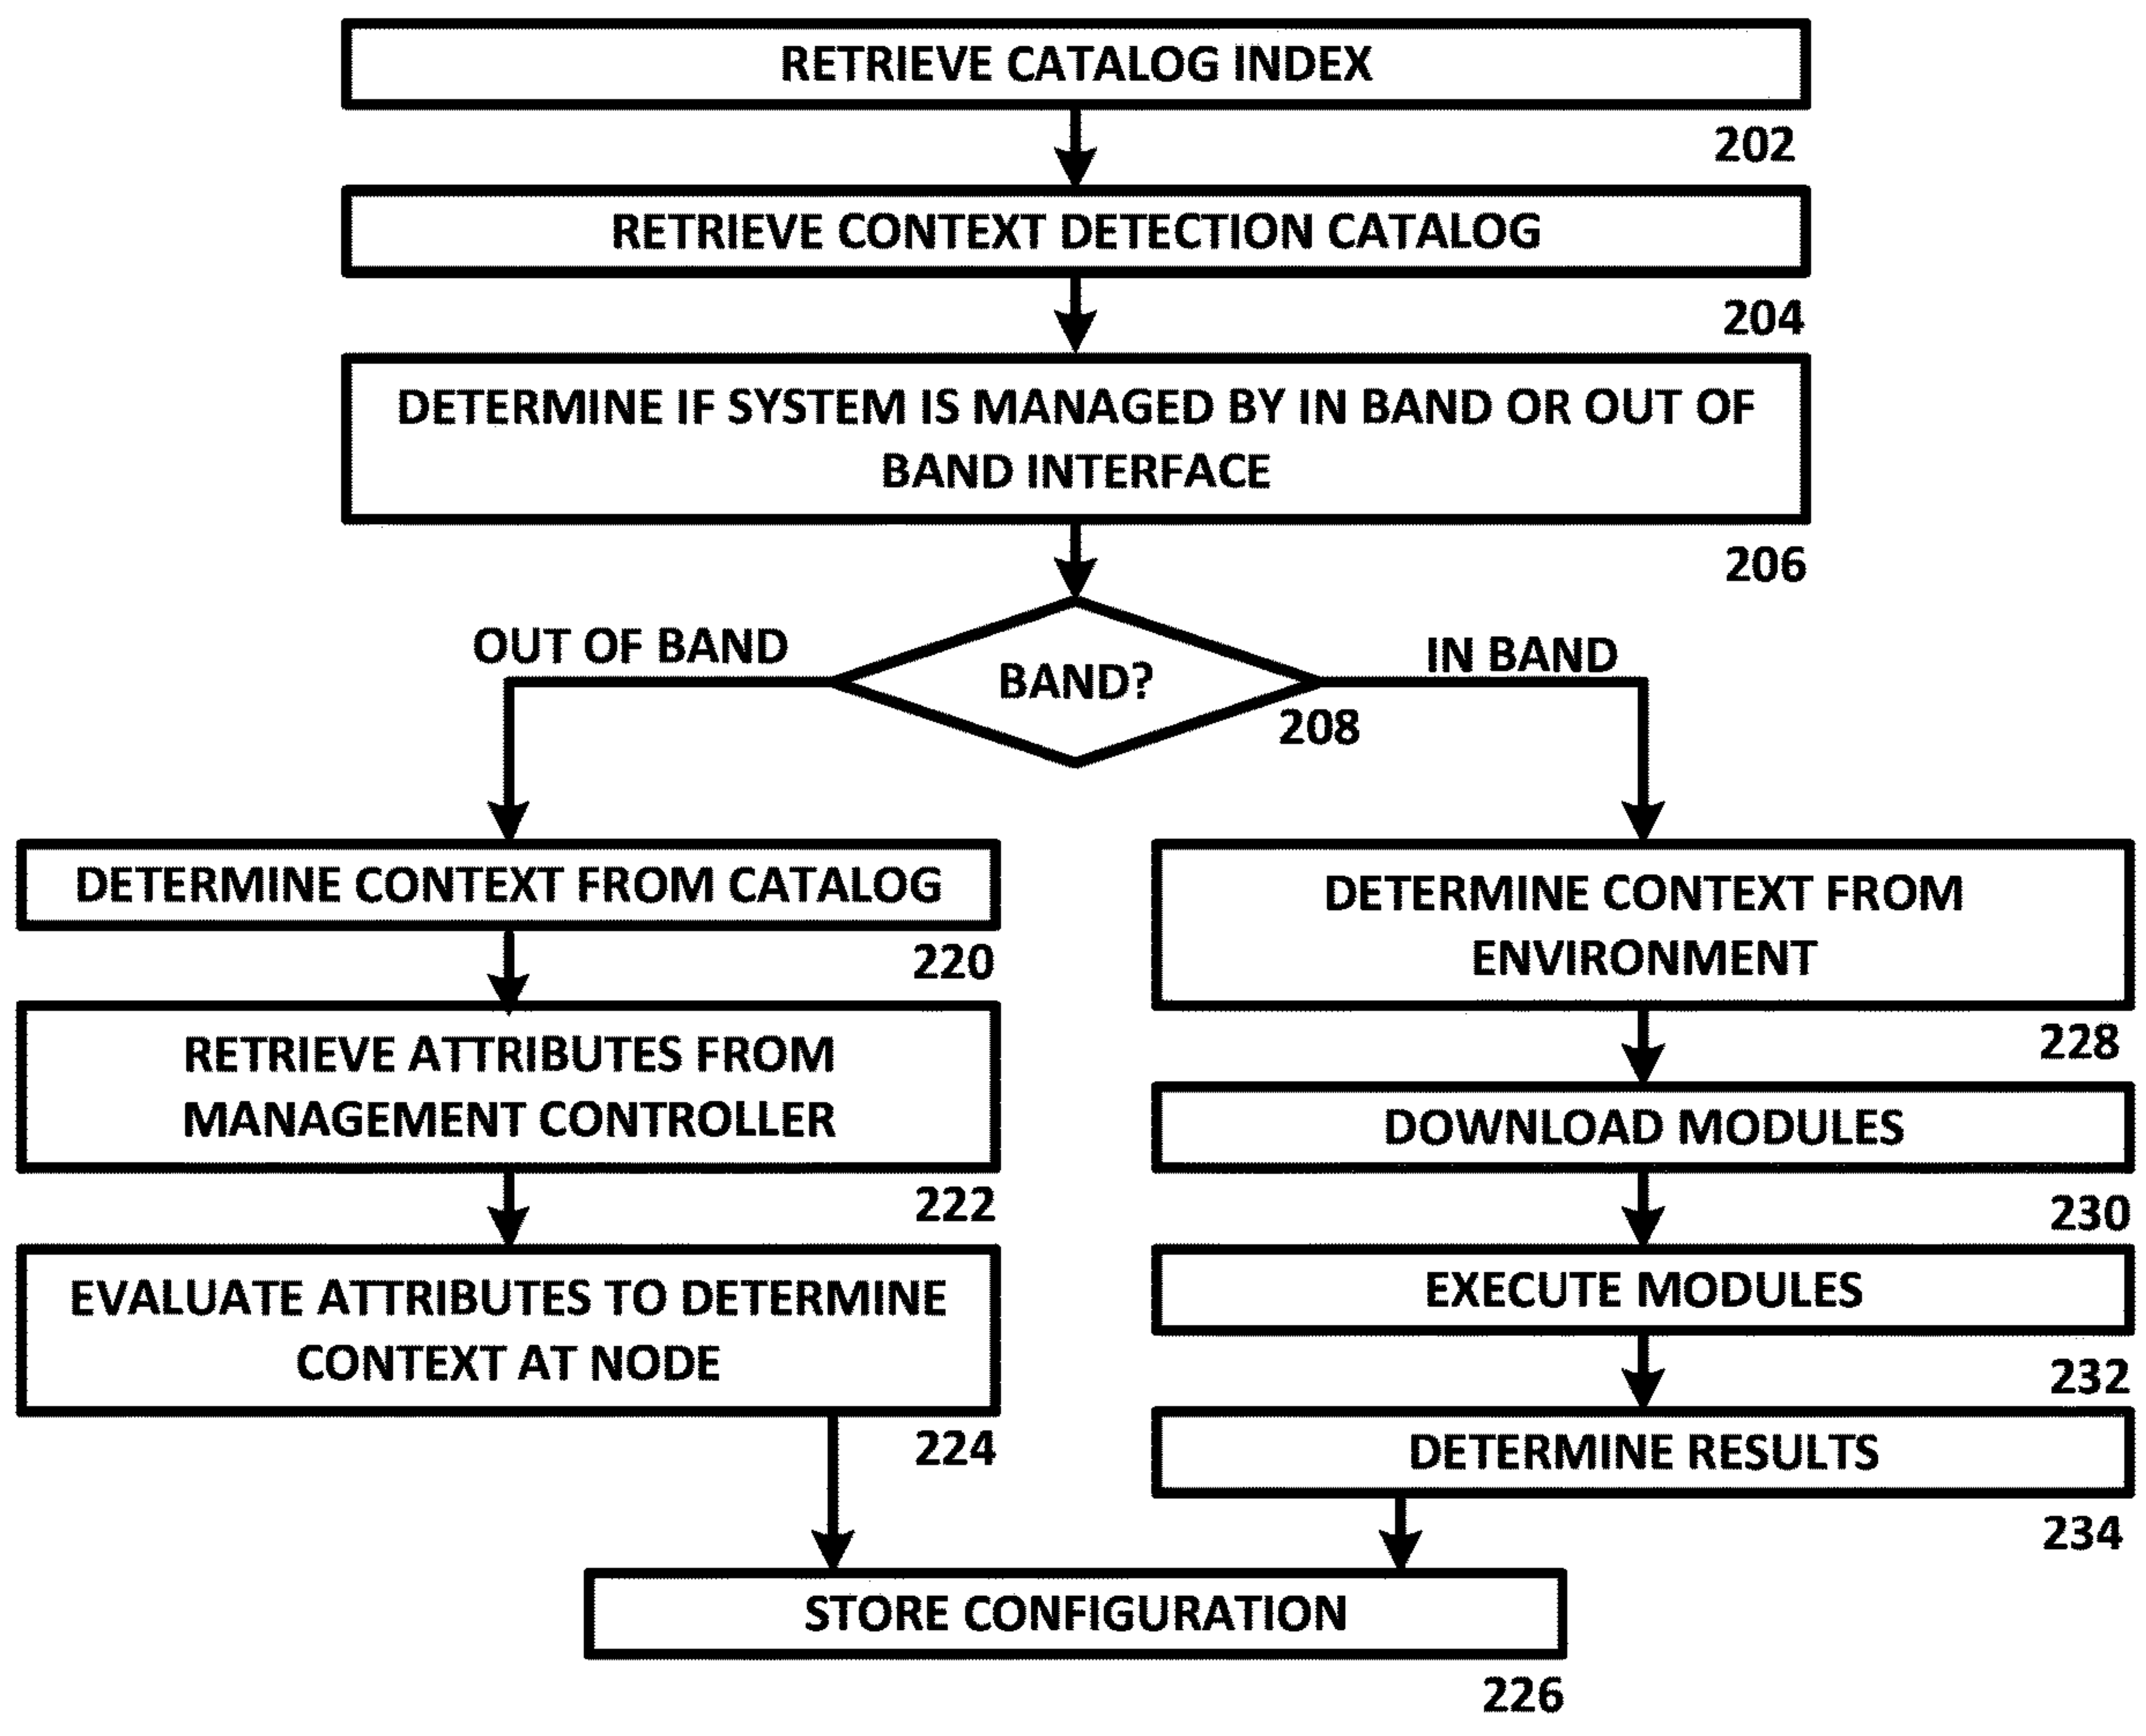 RETRIEVE CATALOG INDEX
202
RETRIEVE CONTEXT DETECTION CATALOG
204
DETERMINE IF SYSTEM IS MANAGED BY IN BAND OR OUT OF
BAND INTERFACE
206
OUT OF BAND
BAND?
IN BAND
208
DETERMINE CONTEXT FROM CATALOG
220
RETRIEVE ATTRIBUTES FROM
MANAGEMENT CONTROLLER
222
EVALUATE ATTRIBUTES TO DETERMINE
CONTEXT AT NODE
224
DETERMINE CONTEXT FROM
ENVIRONMENT
228
DOWNLOAD MODULES
230
EXECUTE MODULES
232
DETERMINE RESULTS
234
STORE CONFIGURATION
226